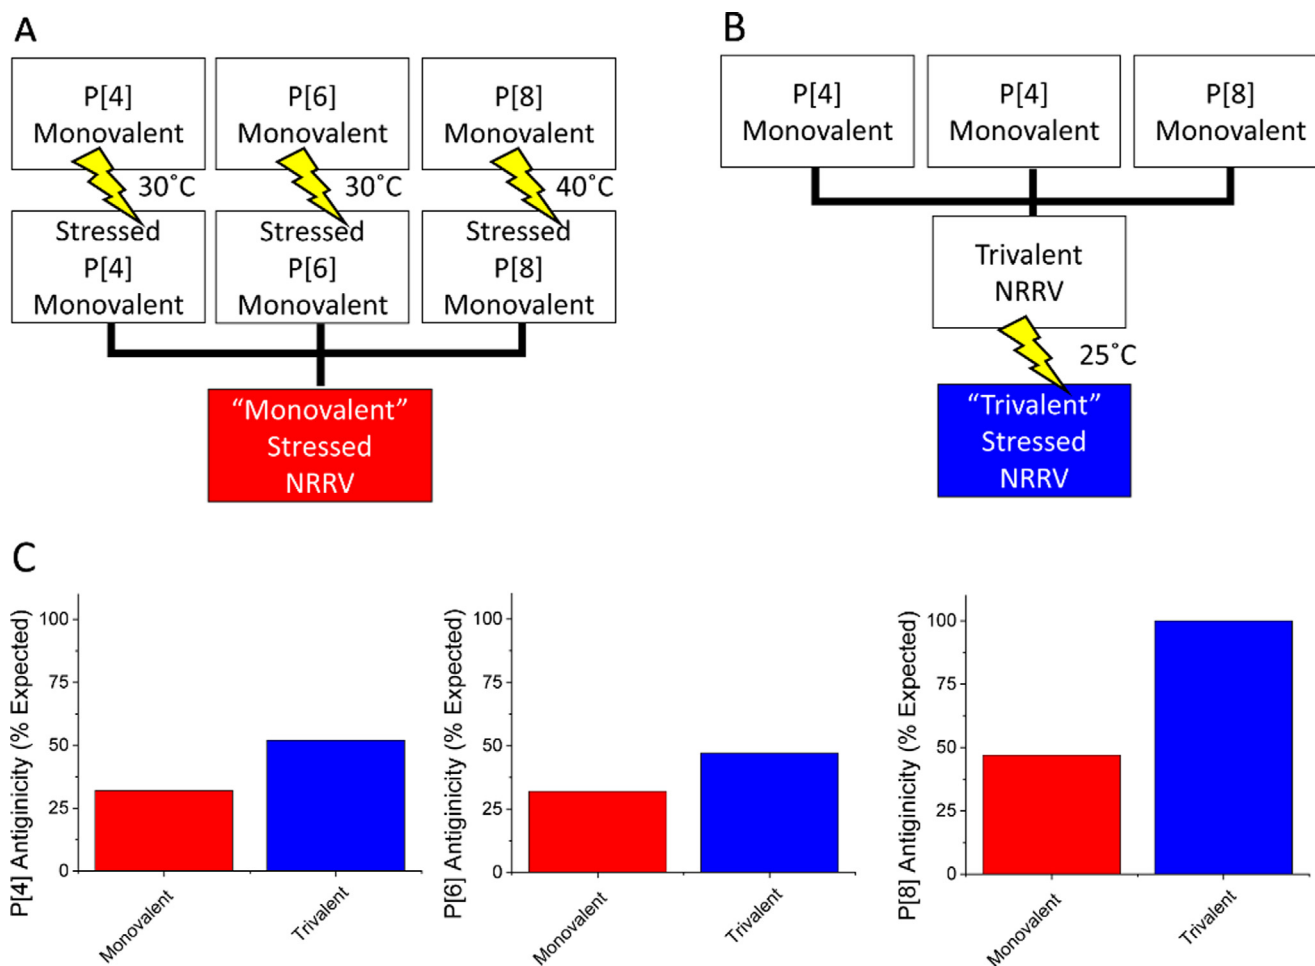 A
P[4]
Monovalent
P[6]
Monovalent
P[8]
Monovalent
30˚C
30˚C
40˚C
Stressed
P[4]
Monovalent
Stressed
P[6]
Monovalent
Stressed
P[8]
Monovalent
“Monovalent”
Stressed
NRRV
B
P[4]
Monovalent
P[4]
Monovalent
P[8]
Monovalent
Trivalent
NRRV
25˚C
“Trivalent”
Stressed
NRRV
C
P[4] Antiginicity (% Expected)
100
75
50
25
0
Monovalent
Trivalent
P[6] Antiginicity (% Expected)
100
75
50
25
0
Monovalent
Trivalent
P[8] Antiginicity (% Expected)
100
75
50
25
0
Monovalent
Trivalent